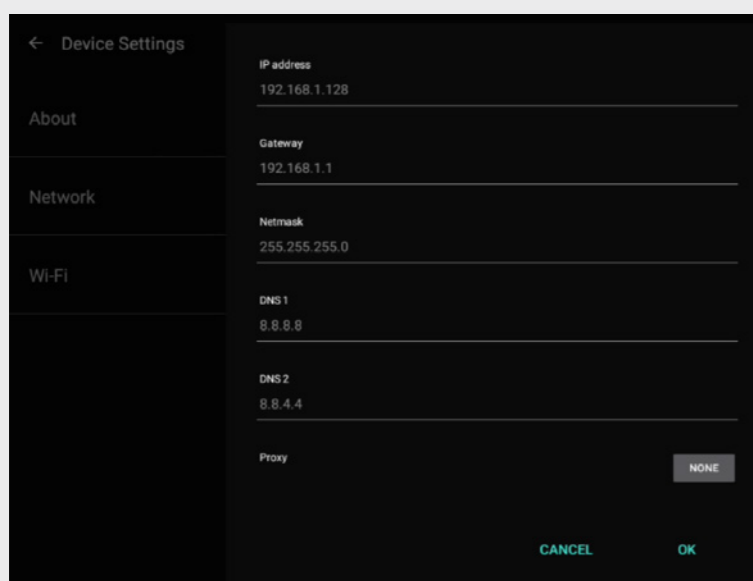 Device Settings
About
Network
Wi-Fi
IP address
192.168.1.128
Gateway
192.168.1.1
Netmask
255.255.255.0
DNS 1
8.8.8.8
DNS 2
8.8.4.4
Proxy
NONE
CANCEL
OK